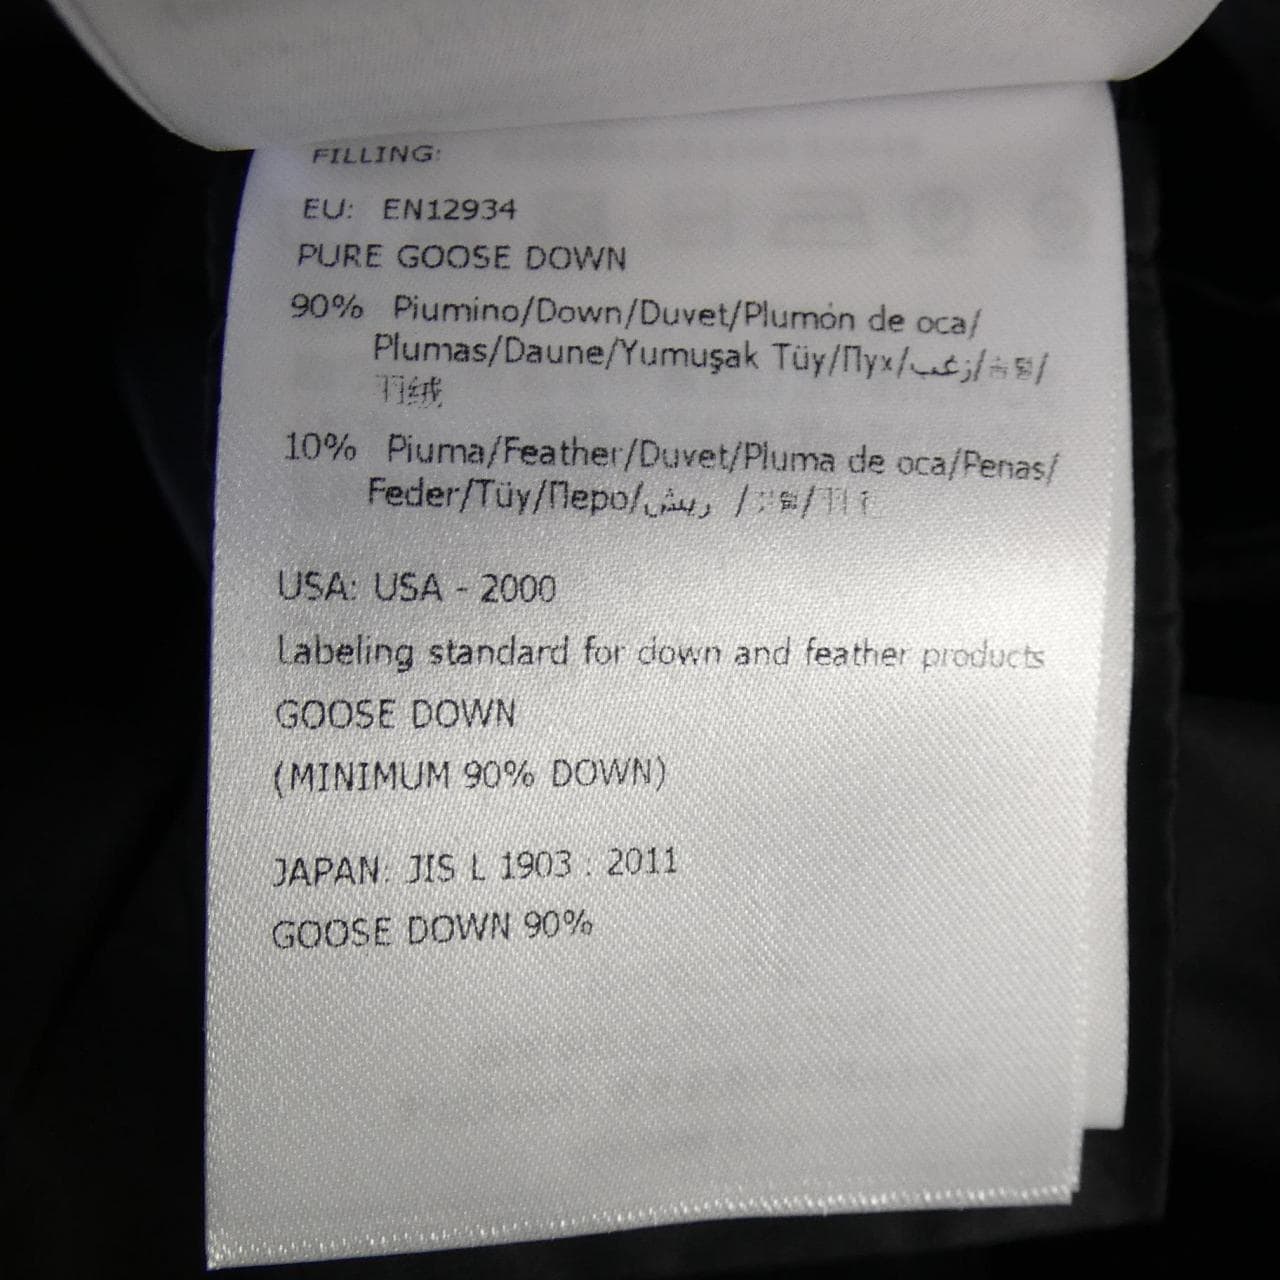 FILLING:
EU: EN12934
PURE GOOSE DOWN
90% Piumino/Down/Duvet/Plumón de oca/
Plumas/Daune/Yumuşak Tüy/Пух/زغب/
羽绒
10% Piuma/Feather/Duvet/Pluma de oca/Penas/
Feder/Tüy/Перо/ريش /
USA: USA - 2000
Labeling standard for down and feather products
GOOSE DOWN
(MINIMUM 90% DOWN)
JAPAN: JIS L 1903 : 2011
GOOSE DOWN 90%